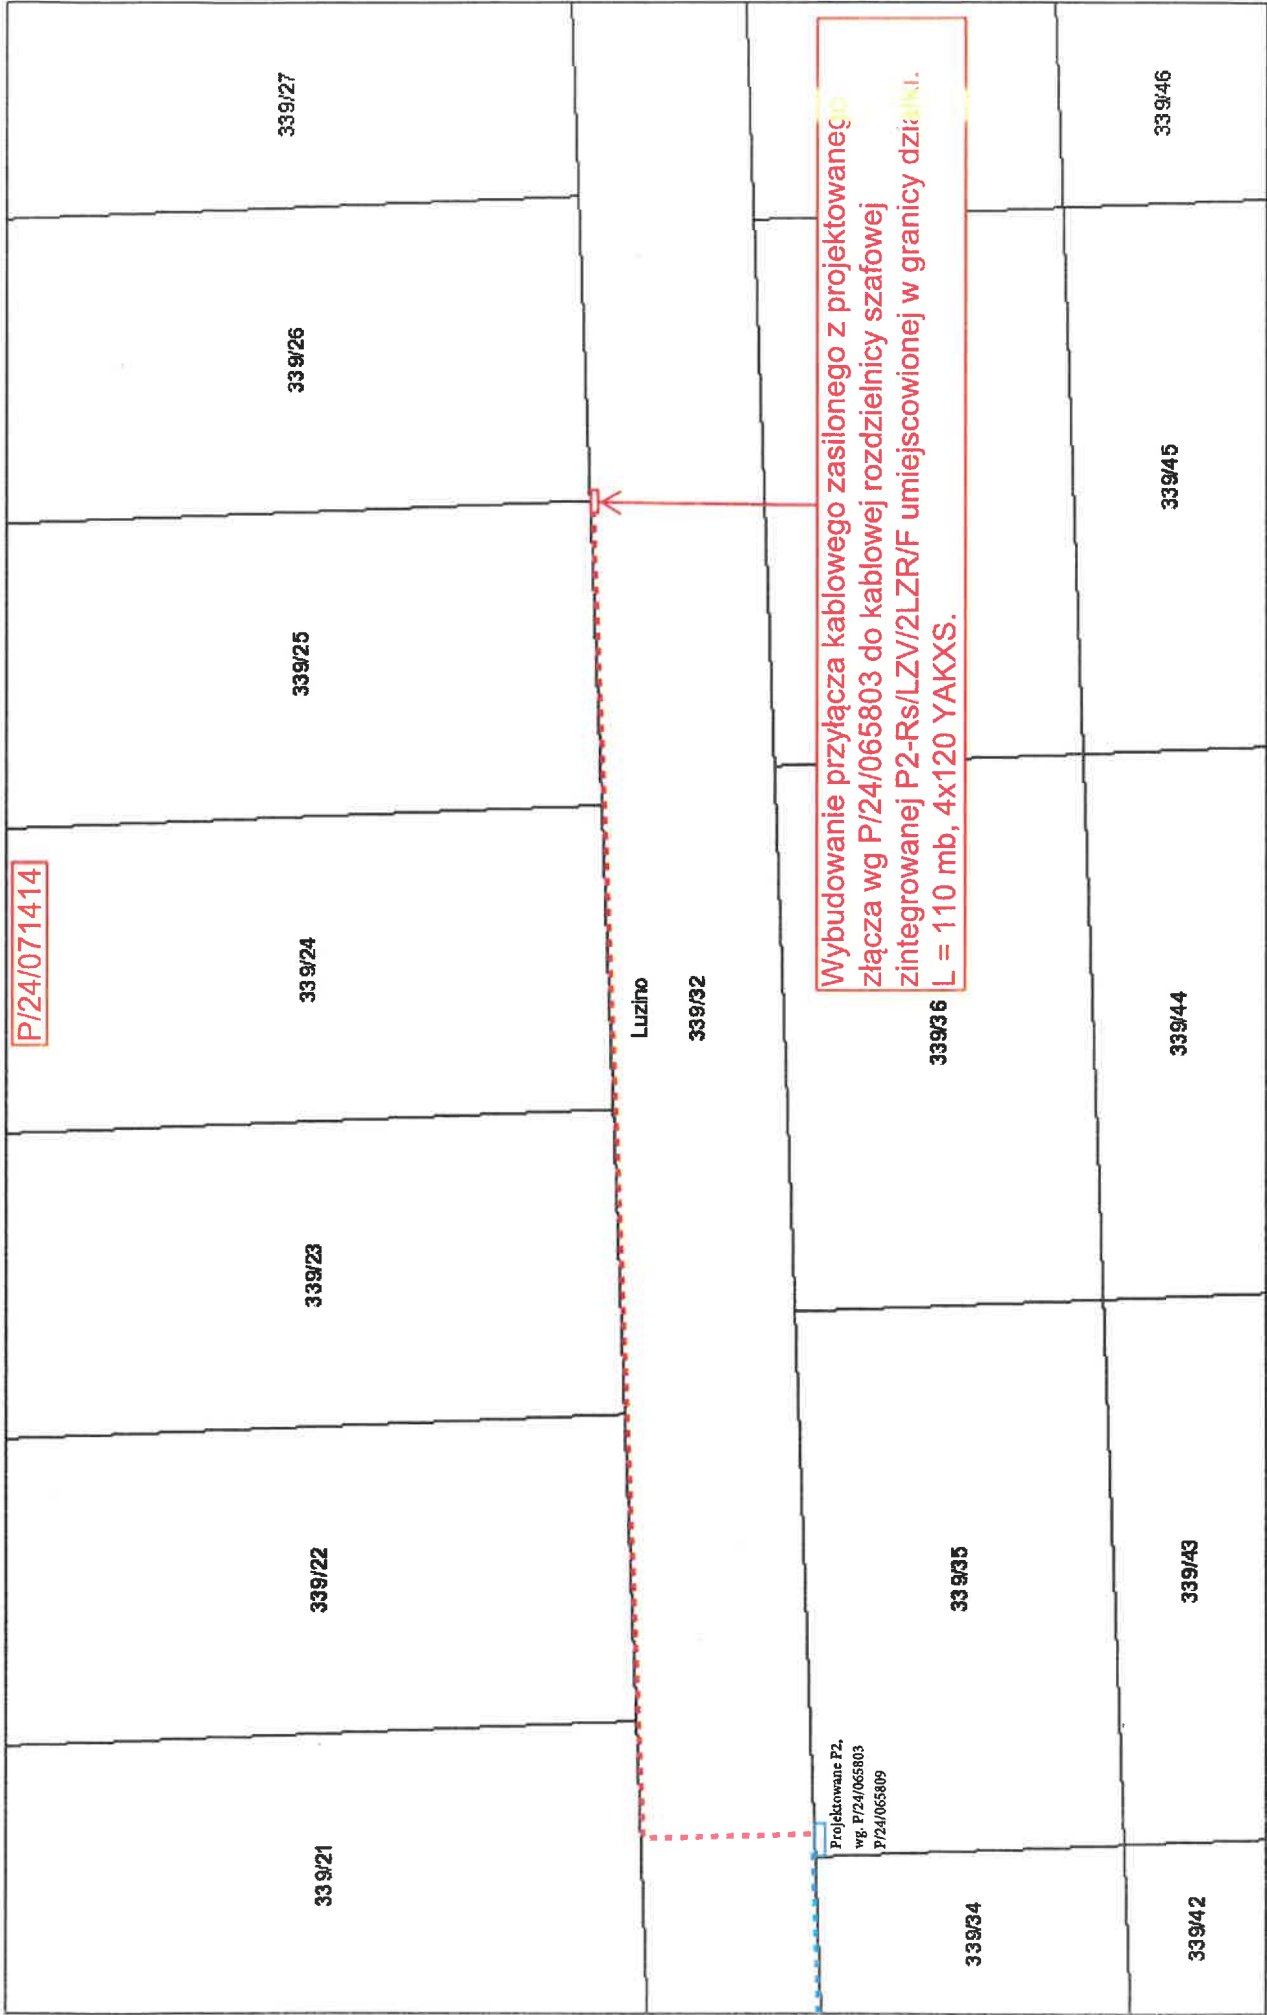 P/24/071414
339/21
339/22
339/23
339/24
339/25
339/26
339/27
Luzino
339/32
Projektowane P2,
wg. P/24/065803
P/24/065809
Wybudowanie przyłącza kablowego zasilonego z projektowanego
złącza wg P/24/065803 do kablowej rozdzielnicy szafowej
zintegrowanej P2-Rs/LZV/2LZR/F umiejscowionej w granicy działki.
L = 110 mb, 4x120 YAKXS.
339/34
339/35
339/36
339/42
339/43
339/44
339/45
339/46